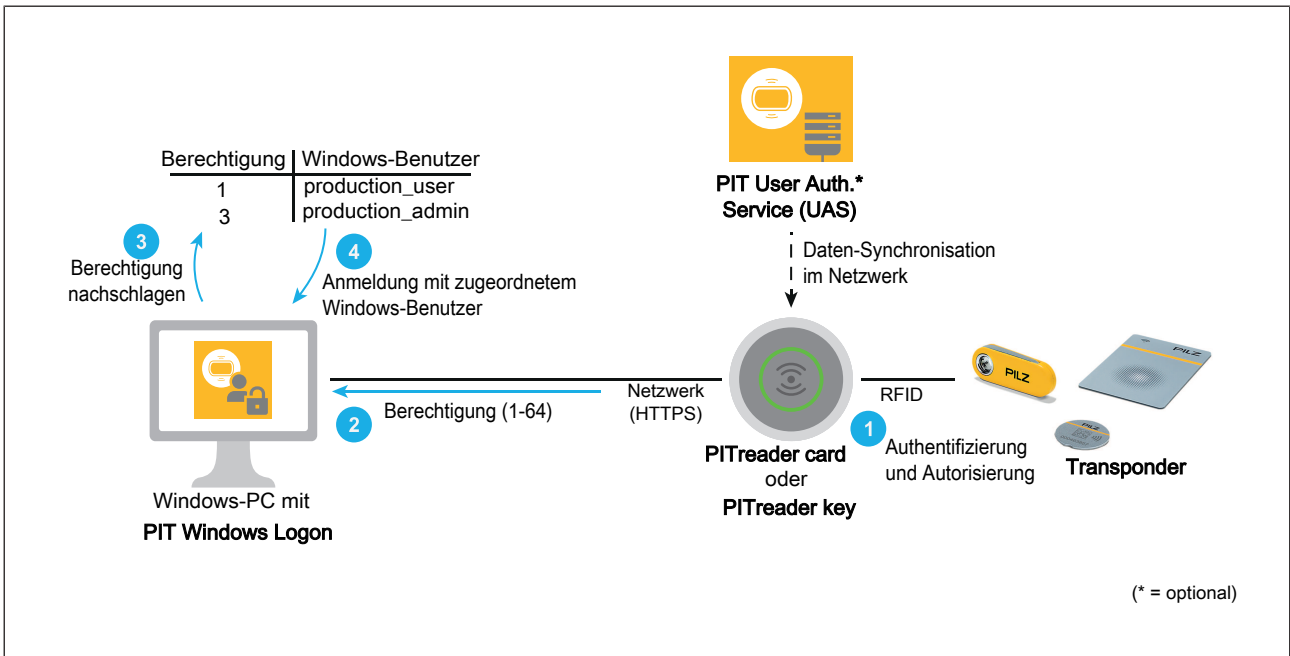 PIT User Auth.*
Service (UAS)
Daten-Synchronisation
im Netzwerk
Berechtigung Windows-Benutzer
1 production_user
3 production_admin
3
Berechtigung
nachschlagen
4
Anmeldung mit zugeordnetem
Windows-Benutzer
2
Berechtigung (1-64)
Netzwerk
(HTTPS)
RFID
PILZ
PILZ
PILZ
1
Authentifizierung
und Autorisierung
Transponder
PITreader card
oder
PITreader key
Windows-PC mit
PIT Windows Logon
(* = optional)